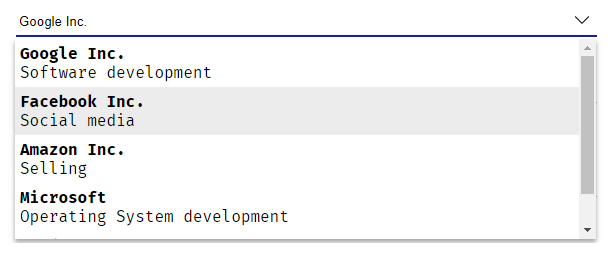 Google Inc.
Google Inc.
Software development
Facebook Inc.
Social media
Amazon Inc.
Selling
Microsoft
Operating System development